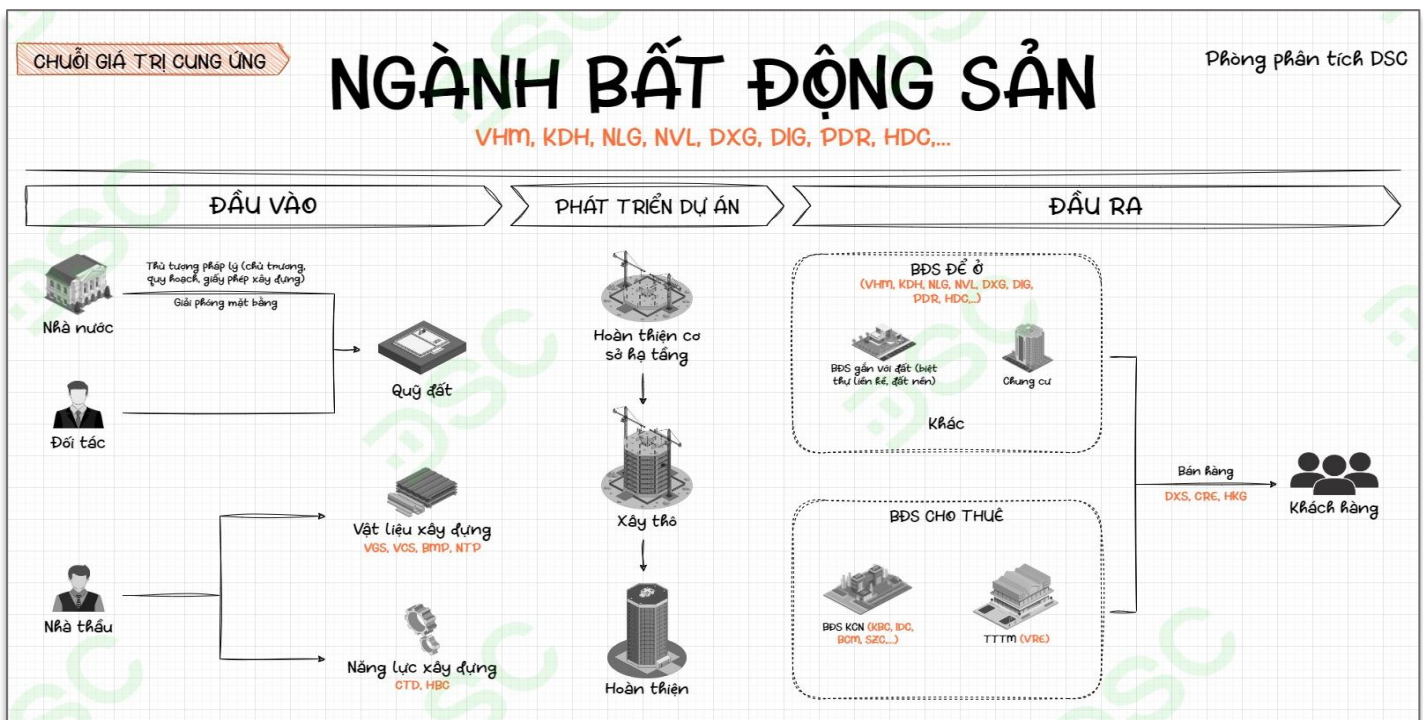 CHUỖI GIÁ TRỊ CUNG ỨNG
NGÀNH BẤT ĐỘNG SẢN
Phòng phân tích DSC
VHM, KDH, NLG, NVL, DXG, DIG, PDR, HDC,...
ĐẦU VÀO
PHÁT TRIỂN DỰ ÁN
ĐẦU RA
Nhà nước
Thủ tương pháp lý (chủ trương,
quy hoạch, giấy phép xây dựng)
Giải phóng mặt bằng
Đối tác
Quỹ đất
Nhà thầu
Vật liệu xây dựng
VGS, VCS, BMP, NTP
Năng lực xây dựng
CTD, HBC
Hoàn thiện cơ
sở hạ tầng
Xây thô
Hoàn thiện
BĐS ĐỂ Ở
(VHM, KDH, NLG, NVL, DXG, DIG,
PDR, HDC,..)
BĐS gắn với đất (biệt
thự liền kề, đất nền)
Chung cư
Khác
BĐS CHO THUÊ
BĐS KCN (KBC, IDC,
BCM, SZC,...)
TTTM (VRE)
Bán hàng
DXS, CRE, HKG
Khách hàng
DSC
DSC
DSC
DSC
DSC
DSC